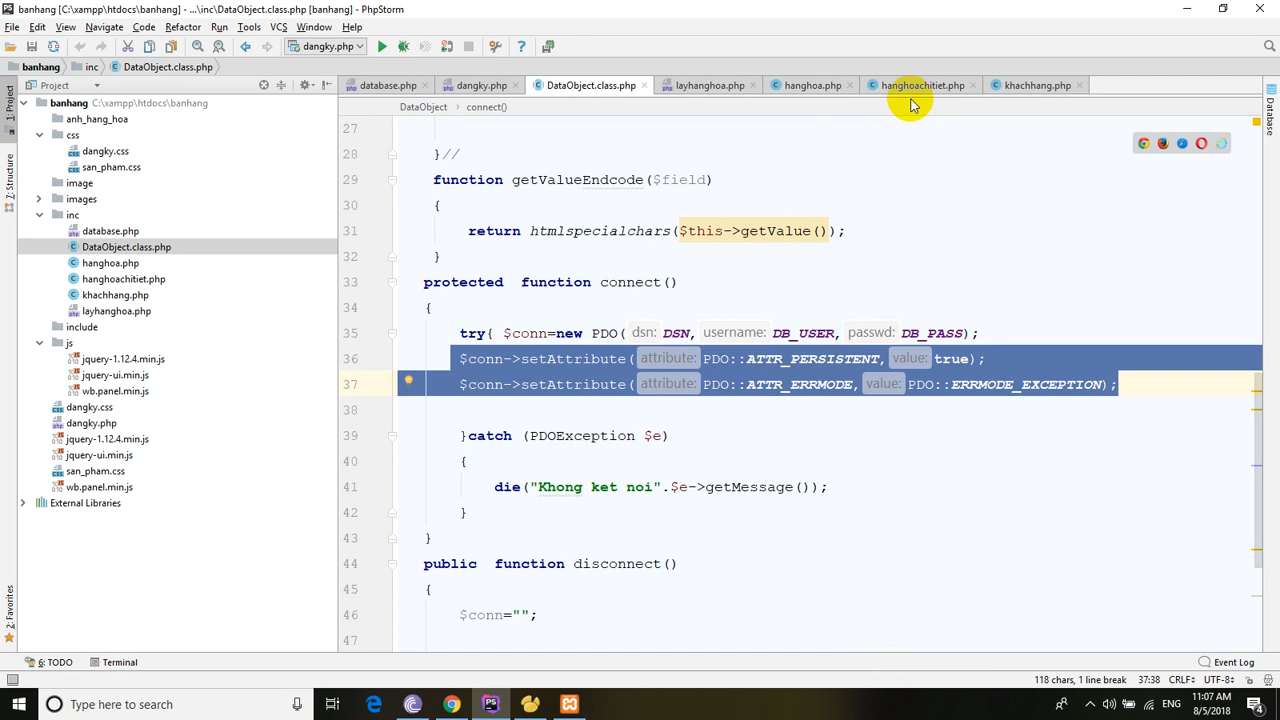 banhang [C:\xampp\htdocs\banhang] - ...\inc\DataObject.class.php [banhang] - PhpStorm
File Edit View Navigate Code Refactor Run Tools VCS Window Help
dangky.php
banhang inc DataObject.class.php
Project
database.php dangky.php DataObject.class.php layhanghoa.php hanghoa.php hanghoachitiet.php khachhang.php
DataObject connect()
1: Project
Z: Structure
2: Favorites
Database
banhang C:\xampp\htdocs\banhang
anh_hang_hoa
css
dangky.css
san_pham.css
image
images
inc
database.php
DataObject.class.php
hanghoa.php
hanghoachitiet.php
khachhang.php
layhanghoa.php
include
js
jquery-1.12.4.min.js
jquery-ui.min.js
wb.panel.min.js
dangky.css
dangky.php
jquery-1.12.4.min.js
jquery-ui.min.js
san_pham.css
wb.panel.min.js
External Libraries
27
28 }//
29 function getValueEndcode($field)
30 {
31 return htmlspecialchars($this->getValue());
32 }
33 protected function connect()
34 {
35 try{ $conn=new PDO( dsn: DSN, username: DB_USER, passwd: DB_PASS);
36 $conn->setAttribute( attribute: PDO::ATTR_PERSISTENT, value: true);
37 $conn->setAttribute( attribute: PDO::ATTR_ERRMODE, value: PDO::ERRMODE_EXCEPTION);
38
39 }catch (PDOException $e)
40 {
41 die("Khong ket noi".$e->getMessage());
42 }
43 }
44 public function disconnect()
45 {
46 $conn="";
47
6: TODO Terminal Event Log
118 chars, 1 line break 37:38 CRLF÷ UTF-8÷
Type here to search
ENG
11:07 AM
8/5/2018
4